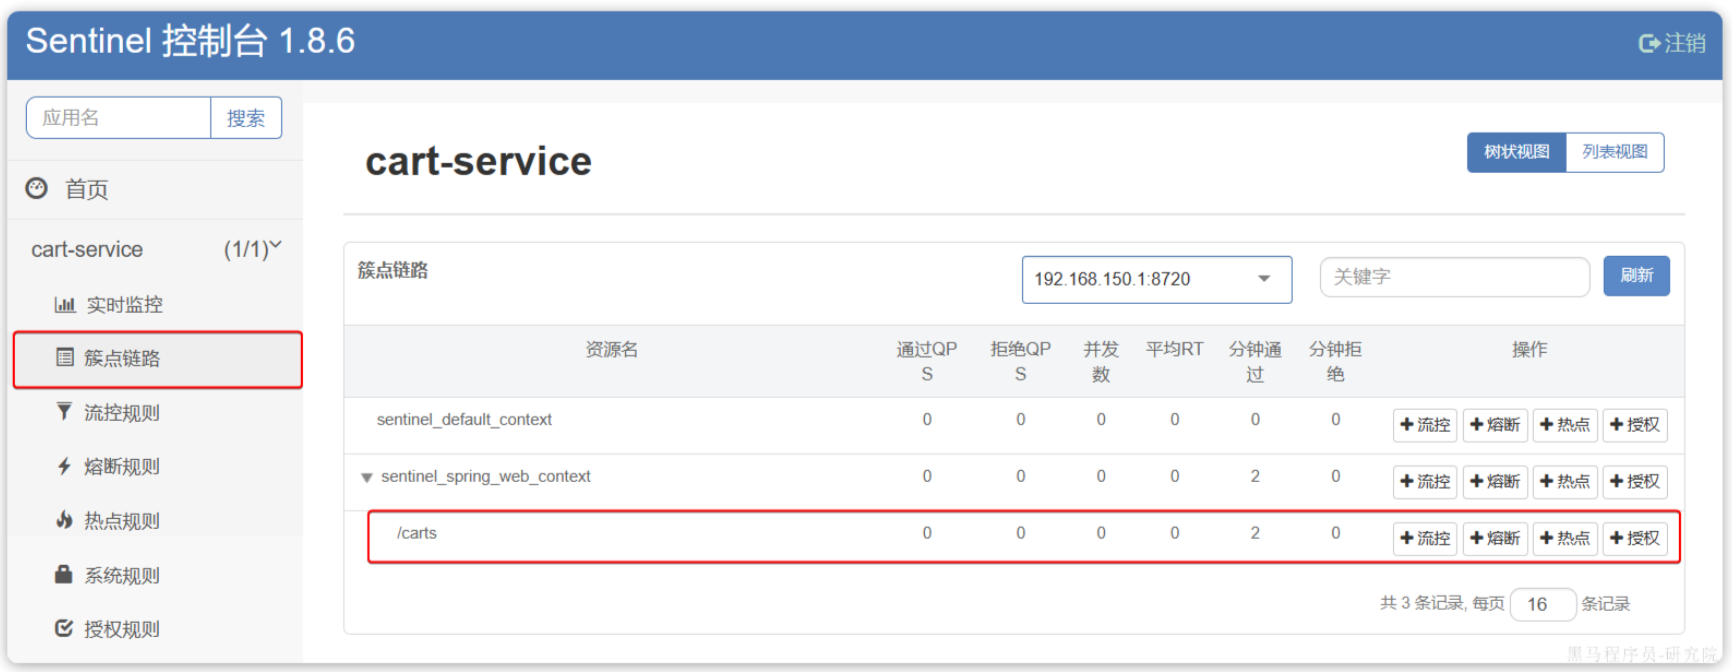 Sentinel 控制台 1.8.6
注销
应用名
搜索
首页
cart-service
(1/1)
实时监控
簇点链路
流控规则
熔断规则
热点规则
系统规则
授权规则
cart-service
树状视图
列表视图
簇点链路
192.168.150.1:8720
关键字
刷新
资源名 通过QP 拒绝QP 并发 平均RT 分钟通 分钟拒 操作
S S 数 过 绝
sentinel_default_context 0 0 0 0 0 0 流控 熔断 热点 授权
sentinel_spring_web_context 0 0 0 0 2 0 流控 熔断 热点 授权
/carts 0 0 0 0 2 0 流控 熔断 热点 授权
共 3 条记录, 每页 16 条记录
黑马程序员-研究院